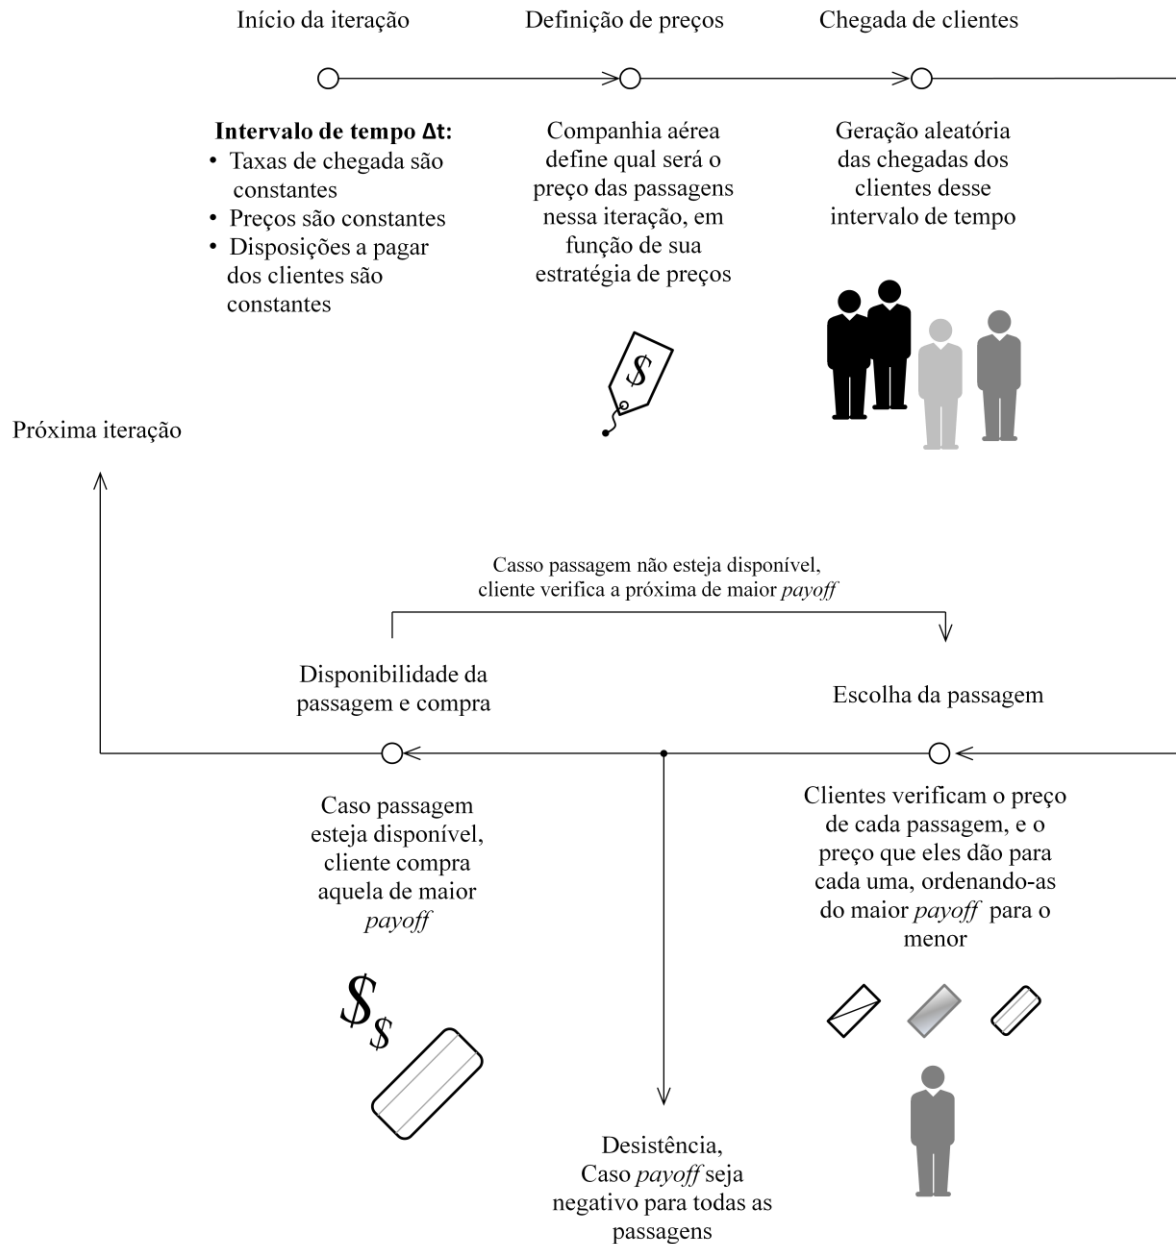 Início da iteração
Definição de preços
Chegada de clientes
Intervalo de tempo Δt:
• Taxas de chegada são
constantes
• Preços são constantes
• Disposições a pagar
dos clientes são
constantes
Companhia aérea
define qual será o
preço das passagens
nessa iteração, em
função de sua
estratégia de preços
Geração aleatória
das chegadas dos
clientes desse
intervalo de tempo
$
Próxima iteração
Casso passagem não esteja disponível,
cliente verifica a próxima de maior payoff
Disponibilidade da
passagem e compra
Escolha da passagem
Caso passagem
esteja disponível,
cliente compra
aquela de maior
payoff
Clientes verificam o preço
de cada passagem, e o
preço que eles dão para
cada uma, ordenando-as
do maior payoff para o
menor
$
$
Desistência,
Caso payoff seja
negativo para todas as
passagens